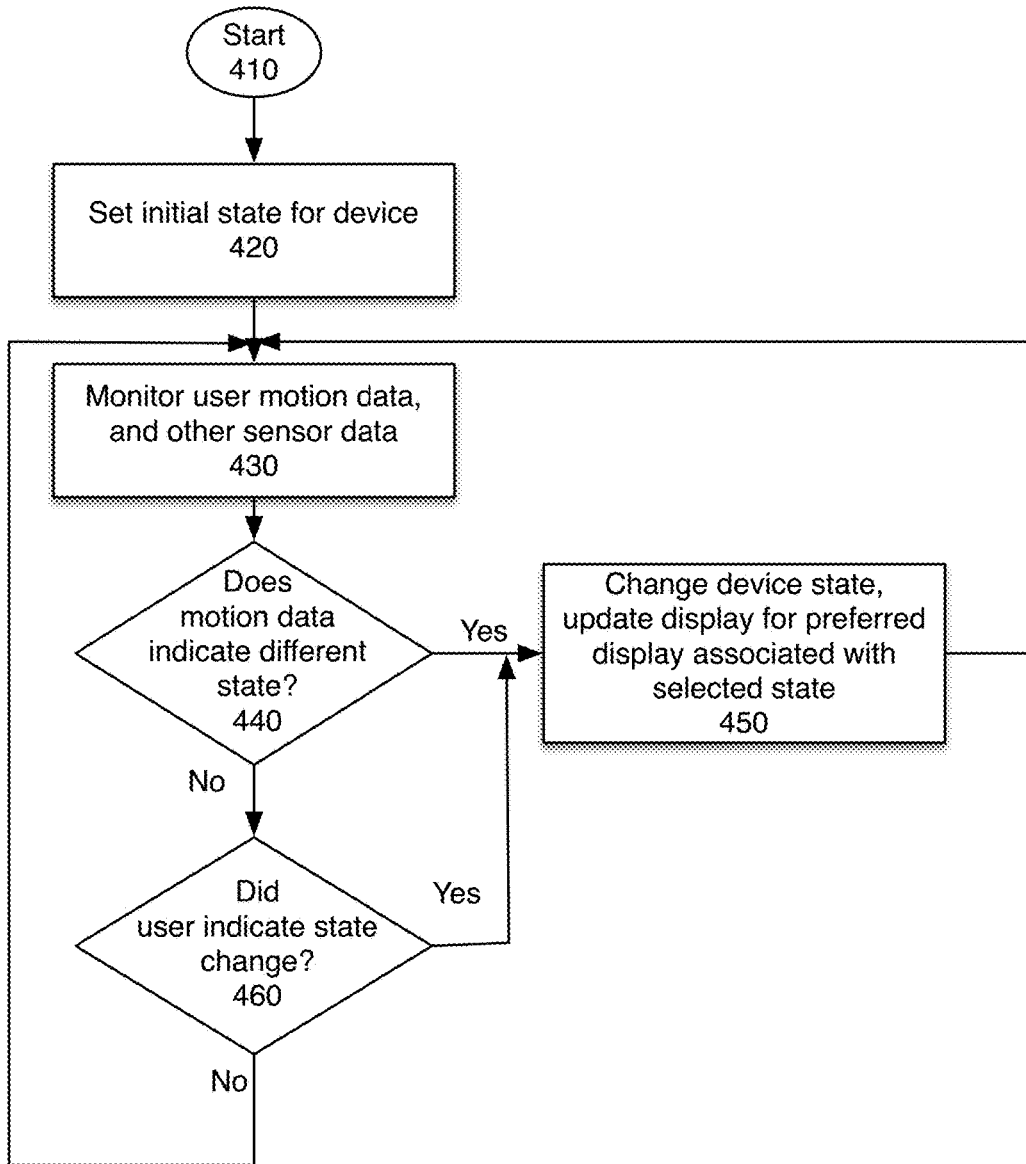 Start
410
Set initial state for device
420
Monitor user motion data,
and other sensor data
430
Does
motion data
indicate different
state?
440
Yes
Change device state,
update display for preferred
display associated with
selected state
450
No
Did
user indicate state
change?
460
Yes
No